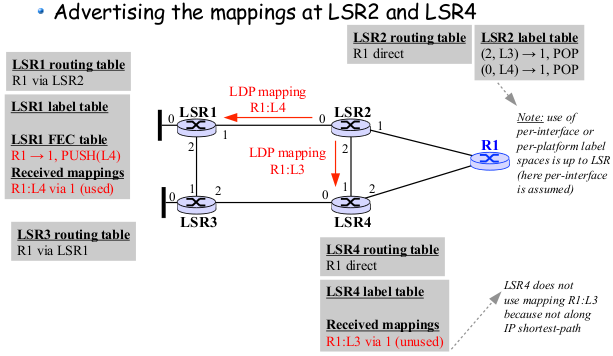 • Advertising the mappings at LSR2 and LSR4
LSR2 routing table
R1 direct
LSR2 label table
(2, L3) → 1, POP
(0, L4) → 1, POP
LSR1 routing table
R1 via LSR2
LSR1 label table
LSR1 FEC table
R1 → 1, PUSH(L4)
Received mappings
R1:L4 via 1 (used)
LDP mapping
R1:L4
LSR1
LSR2
0
1
2
0
1
2
LDP mapping
R1:L3
R1
Note: use of
per-interface or
per-platform label
spaces is up to LSR
(here per-interface
is assumed)
0
1
2
0
1
2
LSR3
LSR4
LSR3 routing table
R1 via LSR1
LSR4 routing table
R1 direct
LSR4 label table
Received mappings
R1:L3 via 1 (unused)
LSR4 does not
use mapping R1:L3
because not along
IP shortest-path